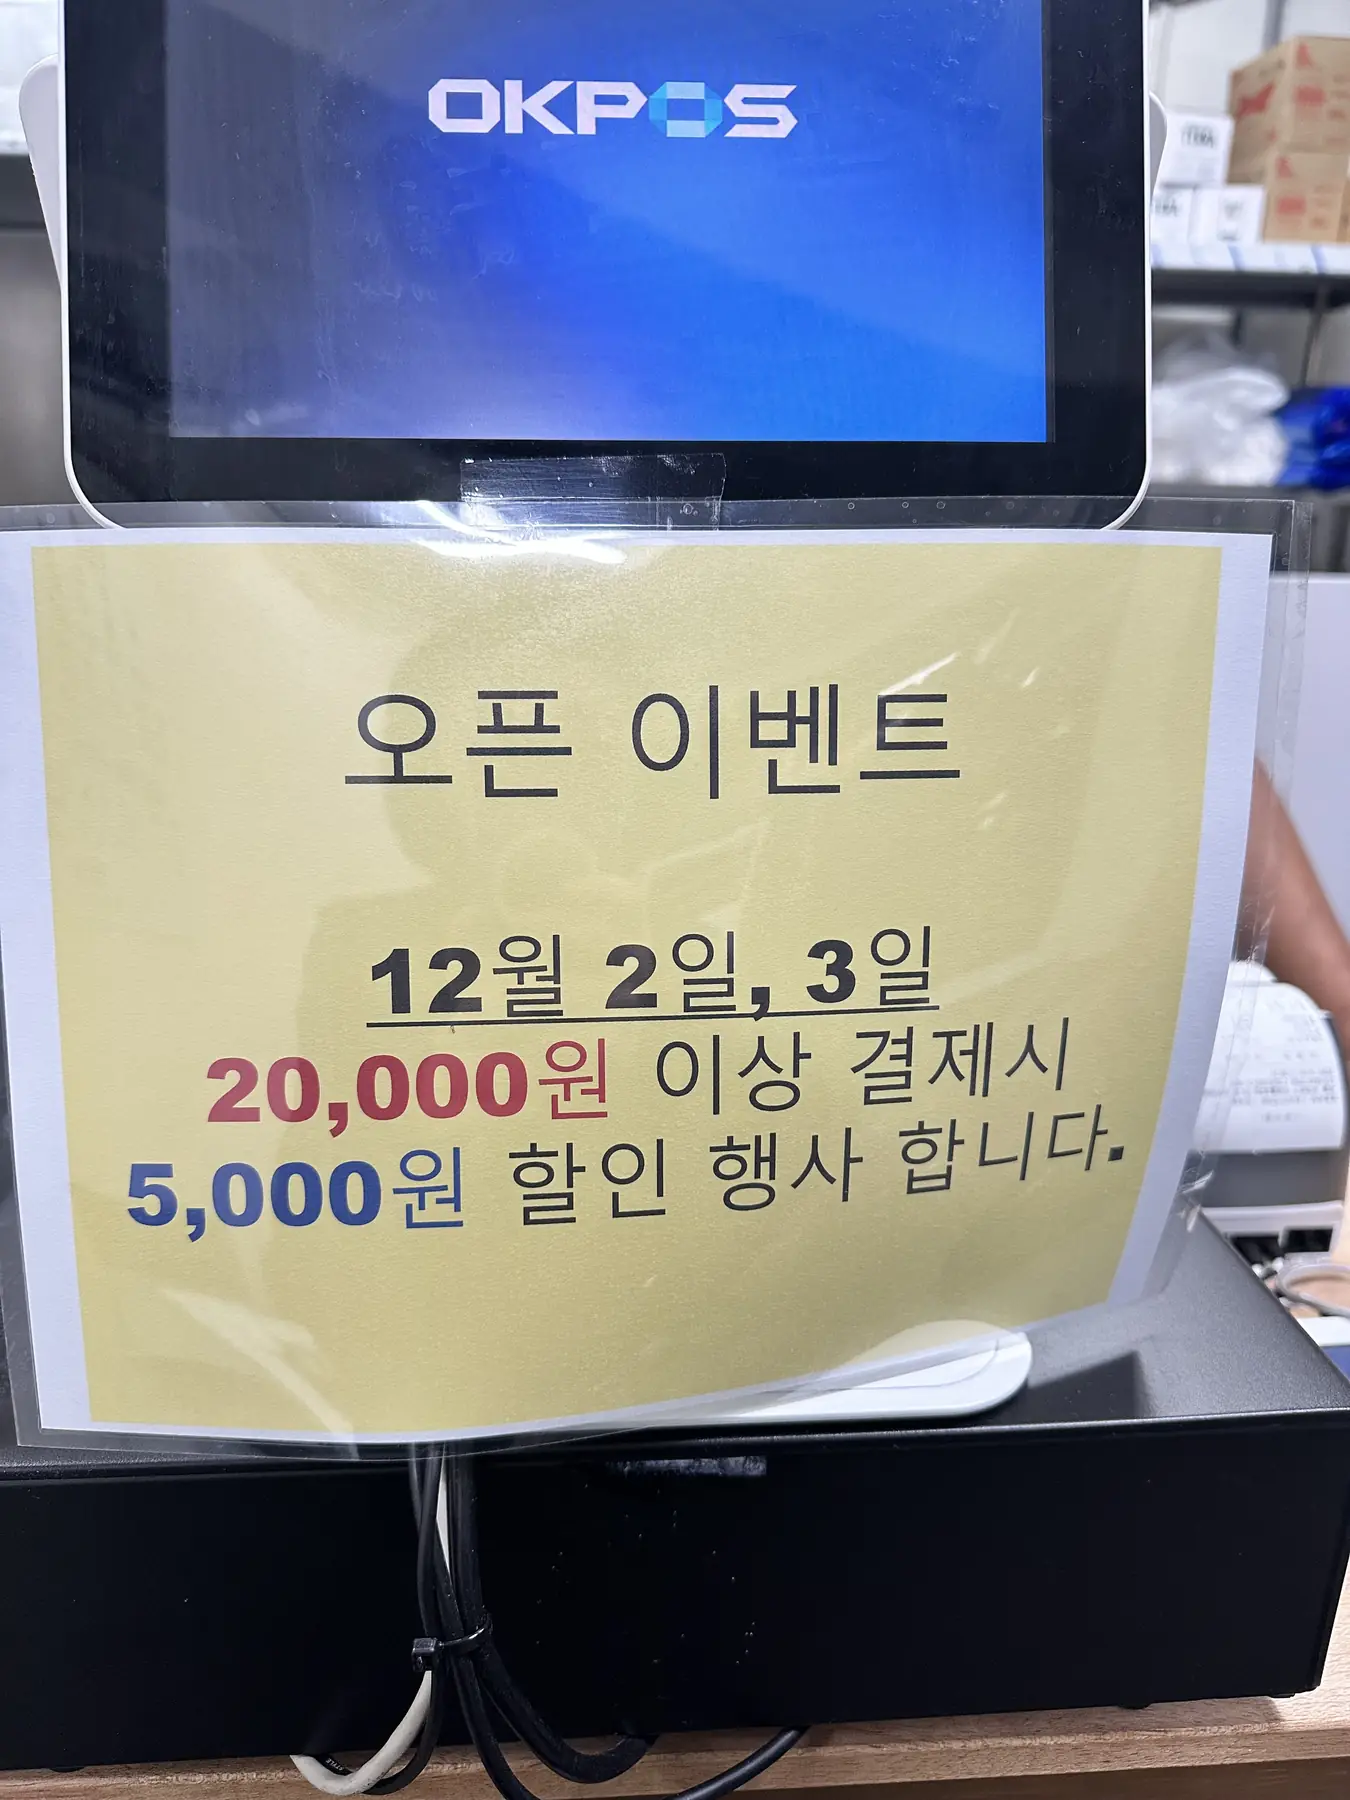 OKPOS
오픈 이벤트
12월 2일, 3일
20,000원 이상 결제시
5,000원 할인 행사 합니다.